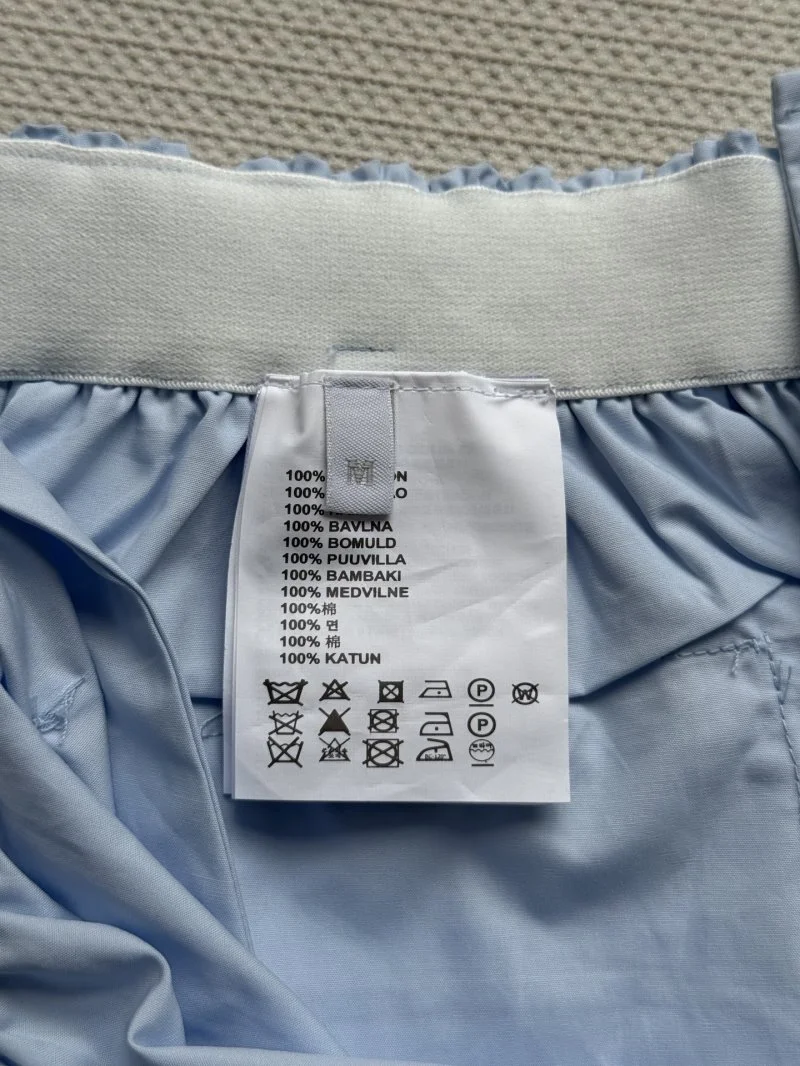 M
100%
100%
100%
100% BAVLNA
100% BOMULD
100% PUUVILLA
100% BAMBAKI
100% MEDVILNE
100%棉
100% 면
100% 棉
100% KATUN
P
W
P